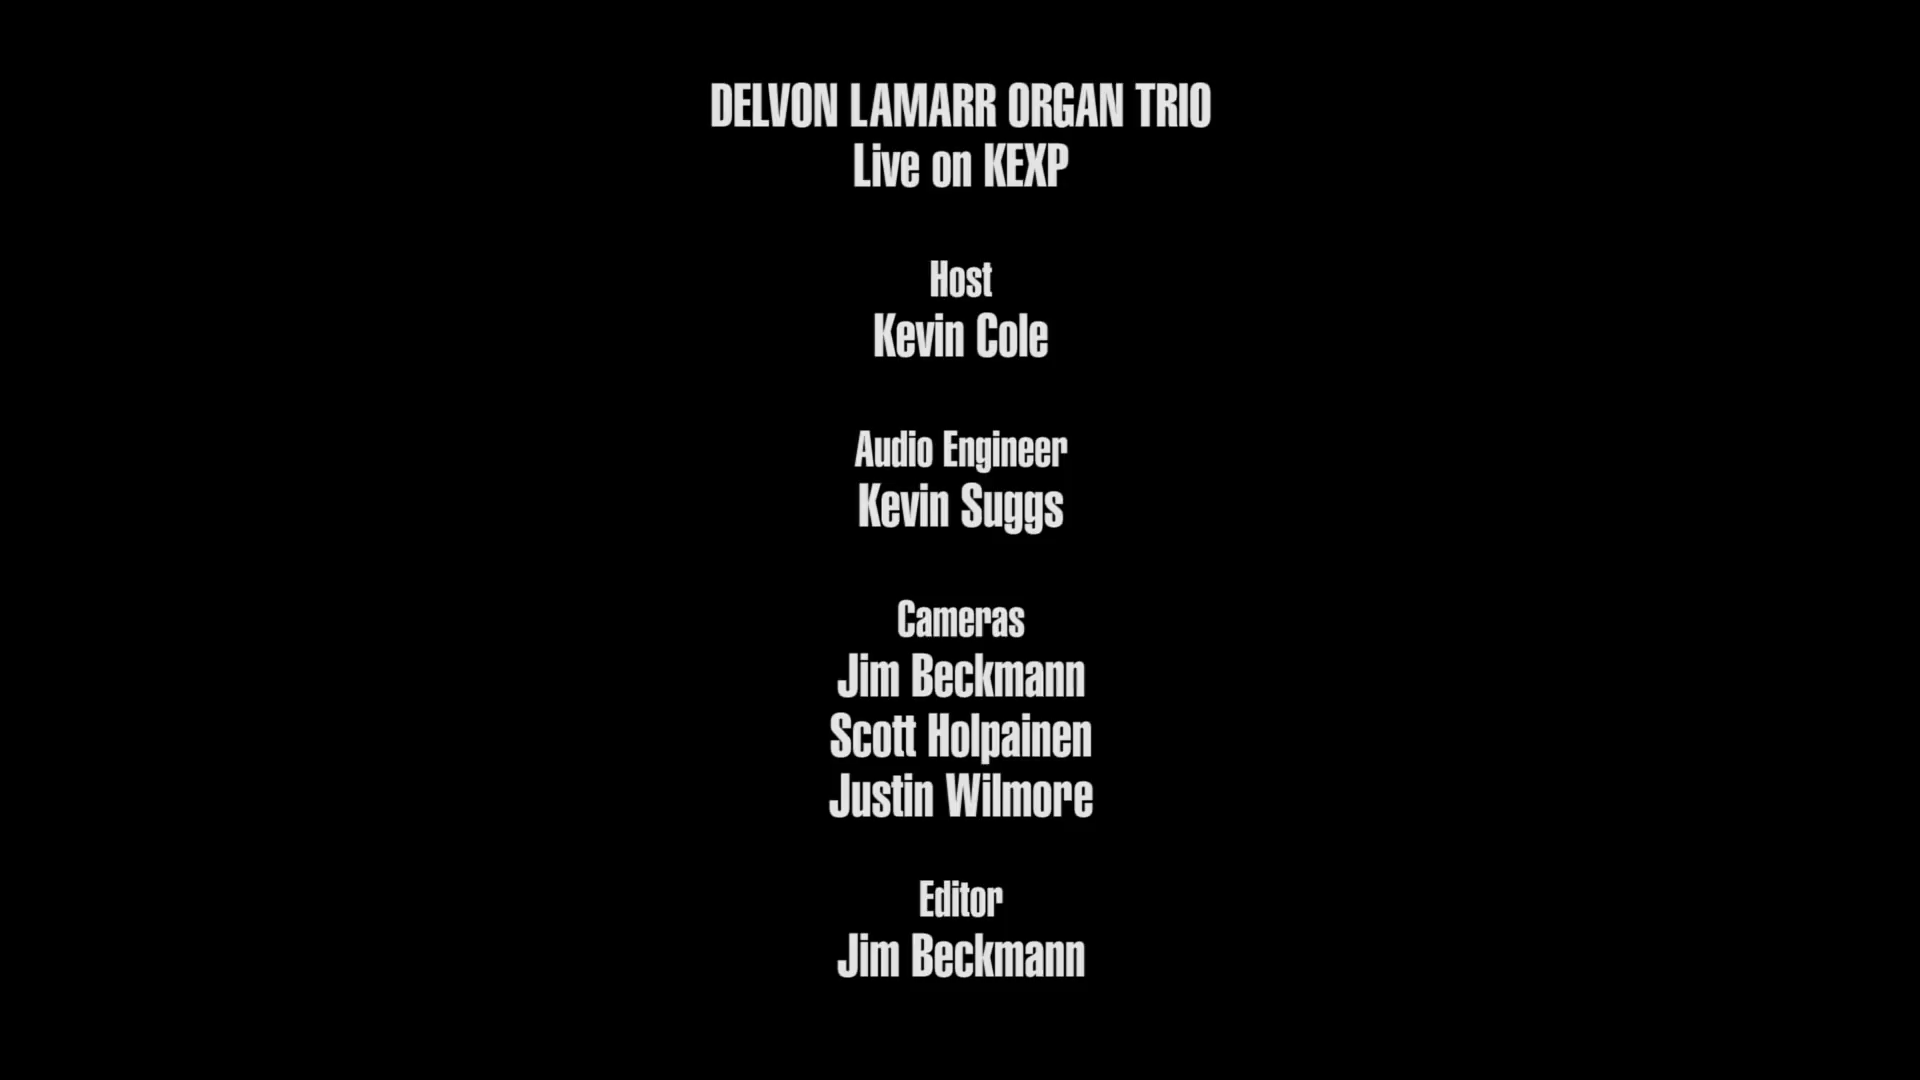 DELVON LAMARR ORGAN TRIO
Live on KEXP
Host
Kevin Cole
Audio Engineer
Kevin Suggs
Cameras
Jim Beckmann
Scott Holpainen
Justin Wilmore
Editor
Jim Beckmann